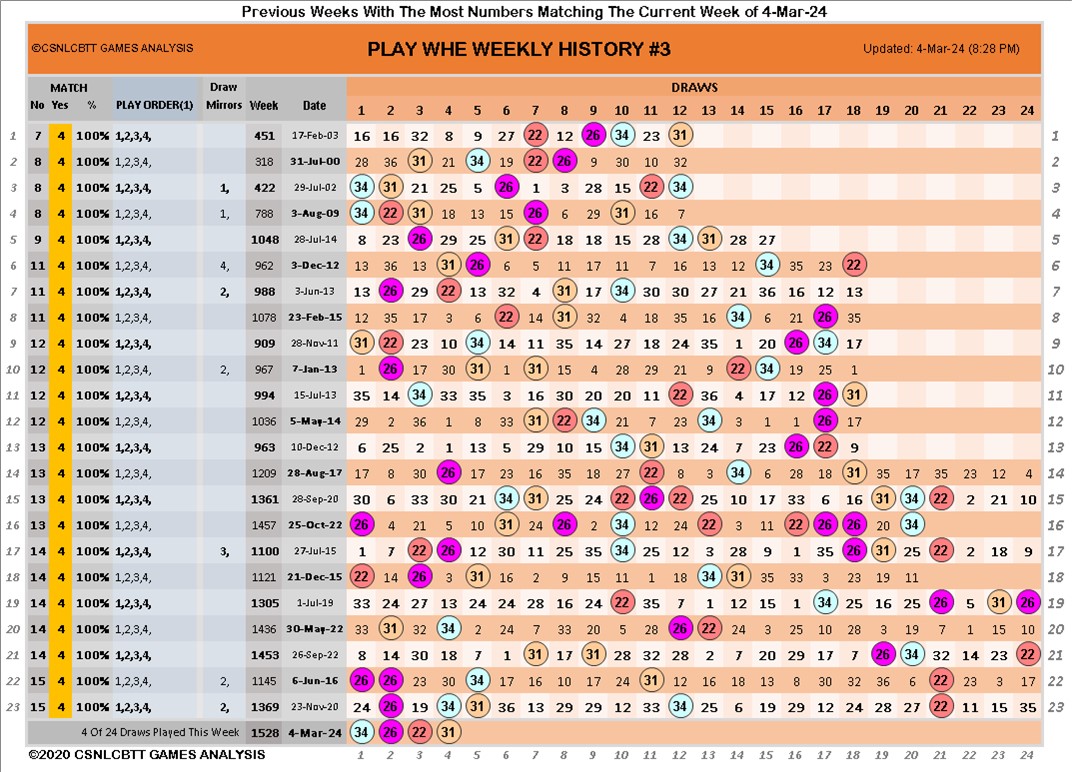 Previous Weeks With The Most Numbers Matching The Current Week of 4-Mar-24
©CSNLCBTT GAMES ANALYSIS PLAY WHE WEEKLY HISTORY #3 Updated: 4-Mar-24 (8:28 PM)
MATCH Draw DRAWS
No Yes % PLAY ORDER(1) Mirrors Week Date 1 2 3 4 5 6 7 8 9 10 11 12 13 14 15 16 17 18 19 20 21 22 23 24
1 7 4 100% 1,2,3,4, 451 17-Feb-03 16 16 32 8 9 27 22 12 26 34 23 31 1
2 8 4 100% 1,2,3,4, 318 31-Jul-00 28 36 31 21 34 19 22 26 9 30 10 32 2
3 8 4 100% 1,2,3,4, 1, 422 29-Jul-02 34 31 21 25 5 26 1 3 28 15 22 34 3
4 8 4 100% 1,2,3,4, 1, 788 3-Aug-09 34 22 31 18 13 15 26 6 29 31 16 7 4
5 9 4 100% 1,2,3,4, 1048 28-Jul-14 8 23 26 29 25 31 22 18 18 15 28 34 31 28 27 5
6 11 4 100% 1,2,3,4, 4, 962 3-Dec-12 13 36 13 31 26 6 5 11 17 11 7 16 13 12 34 35 23 22 6
7 11 4 100% 1,2,3,4, 2, 988 3-Jun-13 13 26 29 22 13 32 4 31 17 34 30 30 27 21 36 16 12 13 7
8 11 4 100% 1,2,3,4, 1078 23-Feb-15 12 35 17 3 6 22 14 31 32 4 18 35 16 34 6 21 26 35 8
9 12 4 100% 1,2,3,4, 909 28-Nov-11 31 22 23 10 34 14 11 35 14 27 18 24 35 1 20 26 34 17 9
10 12 4 100% 1,2,3,4, 2, 967 7-Jan-13 1 26 17 30 31 1 31 15 4 28 29 21 9 22 34 19 25 1 10
11 12 4 100% 1,2,3,4, 994 15-Jul-13 35 14 34 33 35 3 16 30 20 20 11 22 36 4 17 12 26 31 11
12 12 4 100% 1,2,3,4, 1036 5-May-14 29 2 36 1 8 33 31 22 34 21 7 23 34 3 1 1 26 17 12
13 13 4 100% 1,2,3,4, 963 10-Dec-12 6 25 2 1 13 5 29 10 15 34 31 13 24 7 23 26 22 9 13
14 13 4 100% 1,2,3,4, 1209 28-Aug-17 17 8 30 26 17 23 16 35 18 27 22 8 3 34 6 28 18 31 35 17 35 23 12 4 14
15 13 4 100% 1,2,3,4, 1361 28-Sep-20 30 6 33 30 21 34 31 25 24 22 26 22 25 10 17 33 6 16 31 34 22 2 21 10 15
16 13 4 100% 1,2,3,4, 1457 25-Oct-22 26 4 21 5 10 31 24 26 2 34 12 24 22 3 11 22 26 26 20 34 16
17 14 4 100% 1,2,3,4, 3, 1100 27-Jul-15 1 7 22 26 12 30 11 25 35 34 25 12 3 28 9 1 35 26 31 25 22 2 18 9 17
18 14 4 100% 1,2,3,4, 1121 21-Dec-15 22 14 26 3 31 16 2 9 15 11 1 18 34 31 35 33 3 23 19 11 18
19 14 4 100% 1,2,3,4, 1305 1-Jul-19 33 24 27 13 24 24 28 16 24 22 35 7 1 12 15 1 34 25 16 25 26 5 31 26 19
20 14 4 100% 1,2,3,4, 1436 30-May-22 33 31 32 34 2 24 7 33 20 5 28 26 22 24 3 25 10 28 3 19 7 1 15 10 20
21 14 4 100% 1,2,3,4, 1453 26-Sep-22 8 14 30 18 7 1 31 17 31 28 32 28 2 7 20 29 17 7 26 34 32 14 23 22 21
22 15 4 100% 1,2,3,4, 2, 1145 6-Jun-16 26 26 23 30 34 17 16 10 17 24 31 12 16 18 13 18 8 30 32 36 22 23 3 17 22
23 15 4 100% 1,2,3,4, 2, 1369 23-Nov-20 24 26 19 34 31 36 13 29 29 12 33 34 25 6 19 12 14 24 28 27 22 11 15 35 23
4 Of 24 Draws Played This Week 1528 4-Mar-24 34 26 22 31
©2020 CSNLCBTT GAMES ANALYSIS 1 2 3 4 5 6 7 8 9 10 11 12 13 14 15 16 17 18 19 20 21 22 23 24